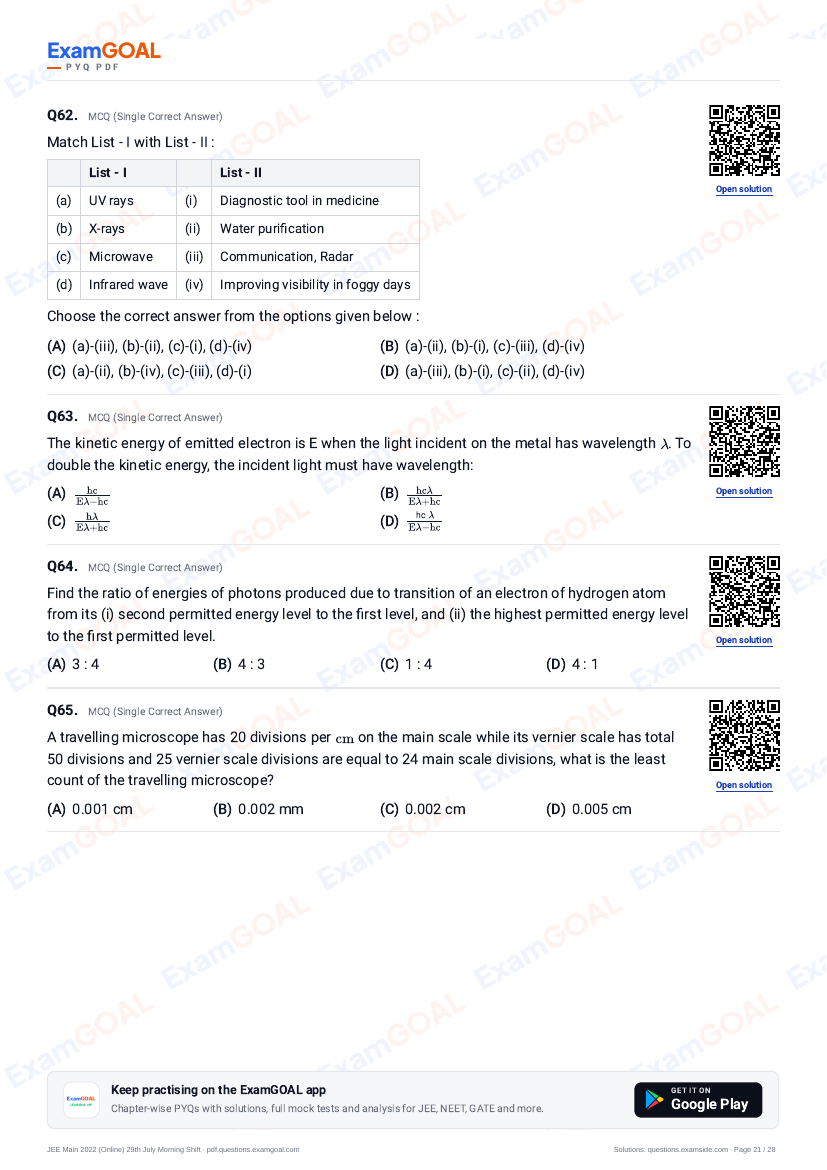 ExamGOAL
PYQ PDF
Q62. MCQ (Single Correct Answer)
Match List - I with List - II :
List - I List - II
(a) UV rays (i) Diagnostic tool in medicine
(b) X-rays (ii) Water purification
(c) Microwave (iii) Communication, Radar
(d) Infrared wave (iv) Improving visibility in foggy days
Choose the correct answer from the options given below :
(A) (a)-(iii), (b)-(ii), (c)-(i), (d)-(iv) (B) (a)-(ii), (b)-(i), (c)-(iii), (d)-(iv)
(C) (a)-(ii), (b)-(iv), (c)-(iii), (d)-(i) (D) (a)-(iii), (b)-(i), (c)-(ii), (d)-(iv)
Open solution
Q63. MCQ (Single Correct Answer)
The kinetic energy of emitted electron is E when the light incident on the metal has wavelength λ. To
double the kinetic energy, the incident light must have wavelength:
(A) hc/(Eλ−hc) (B) hcλ/(Eλ+hc)
(C) hλ/(Eλ+hc) (D) hc λ/(Eλ−hc)
Open solution
Q64. MCQ (Single Correct Answer)
Find the ratio of energies of photons produced due to transition of an electron of hydrogen atom
from its (i) second permitted energy level to the first level, and (ii) the highest permitted energy level
to the first permitted level.
(A) 3 : 4 (B) 4 : 3 (C) 1 : 4 (D) 4 : 1
Open solution
Q65. MCQ (Single Correct Answer)
A travelling microscope has 20 divisions per cm on the main scale while its vernier scale has total
50 divisions and 25 vernier scale divisions are equal to 24 main scale divisions, what is the least
count of the travelling microscope?
(A) 0.001 cm (B) 0.002 mm (C) 0.002 cm (D) 0.005 cm
Open solution
ExamGOAL
Keep practising on the ExamGOAL app
Chapter-wise PYQs with solutions, full mock tests and analysis for JEE, NEET, GATE and more.
GET IT ON
Google Play
JEE Main 2022 (Online) 29th July Morning Shift · pdf.questions.examgoal.com Solutions: questions.examside.com · Page 21 / 28